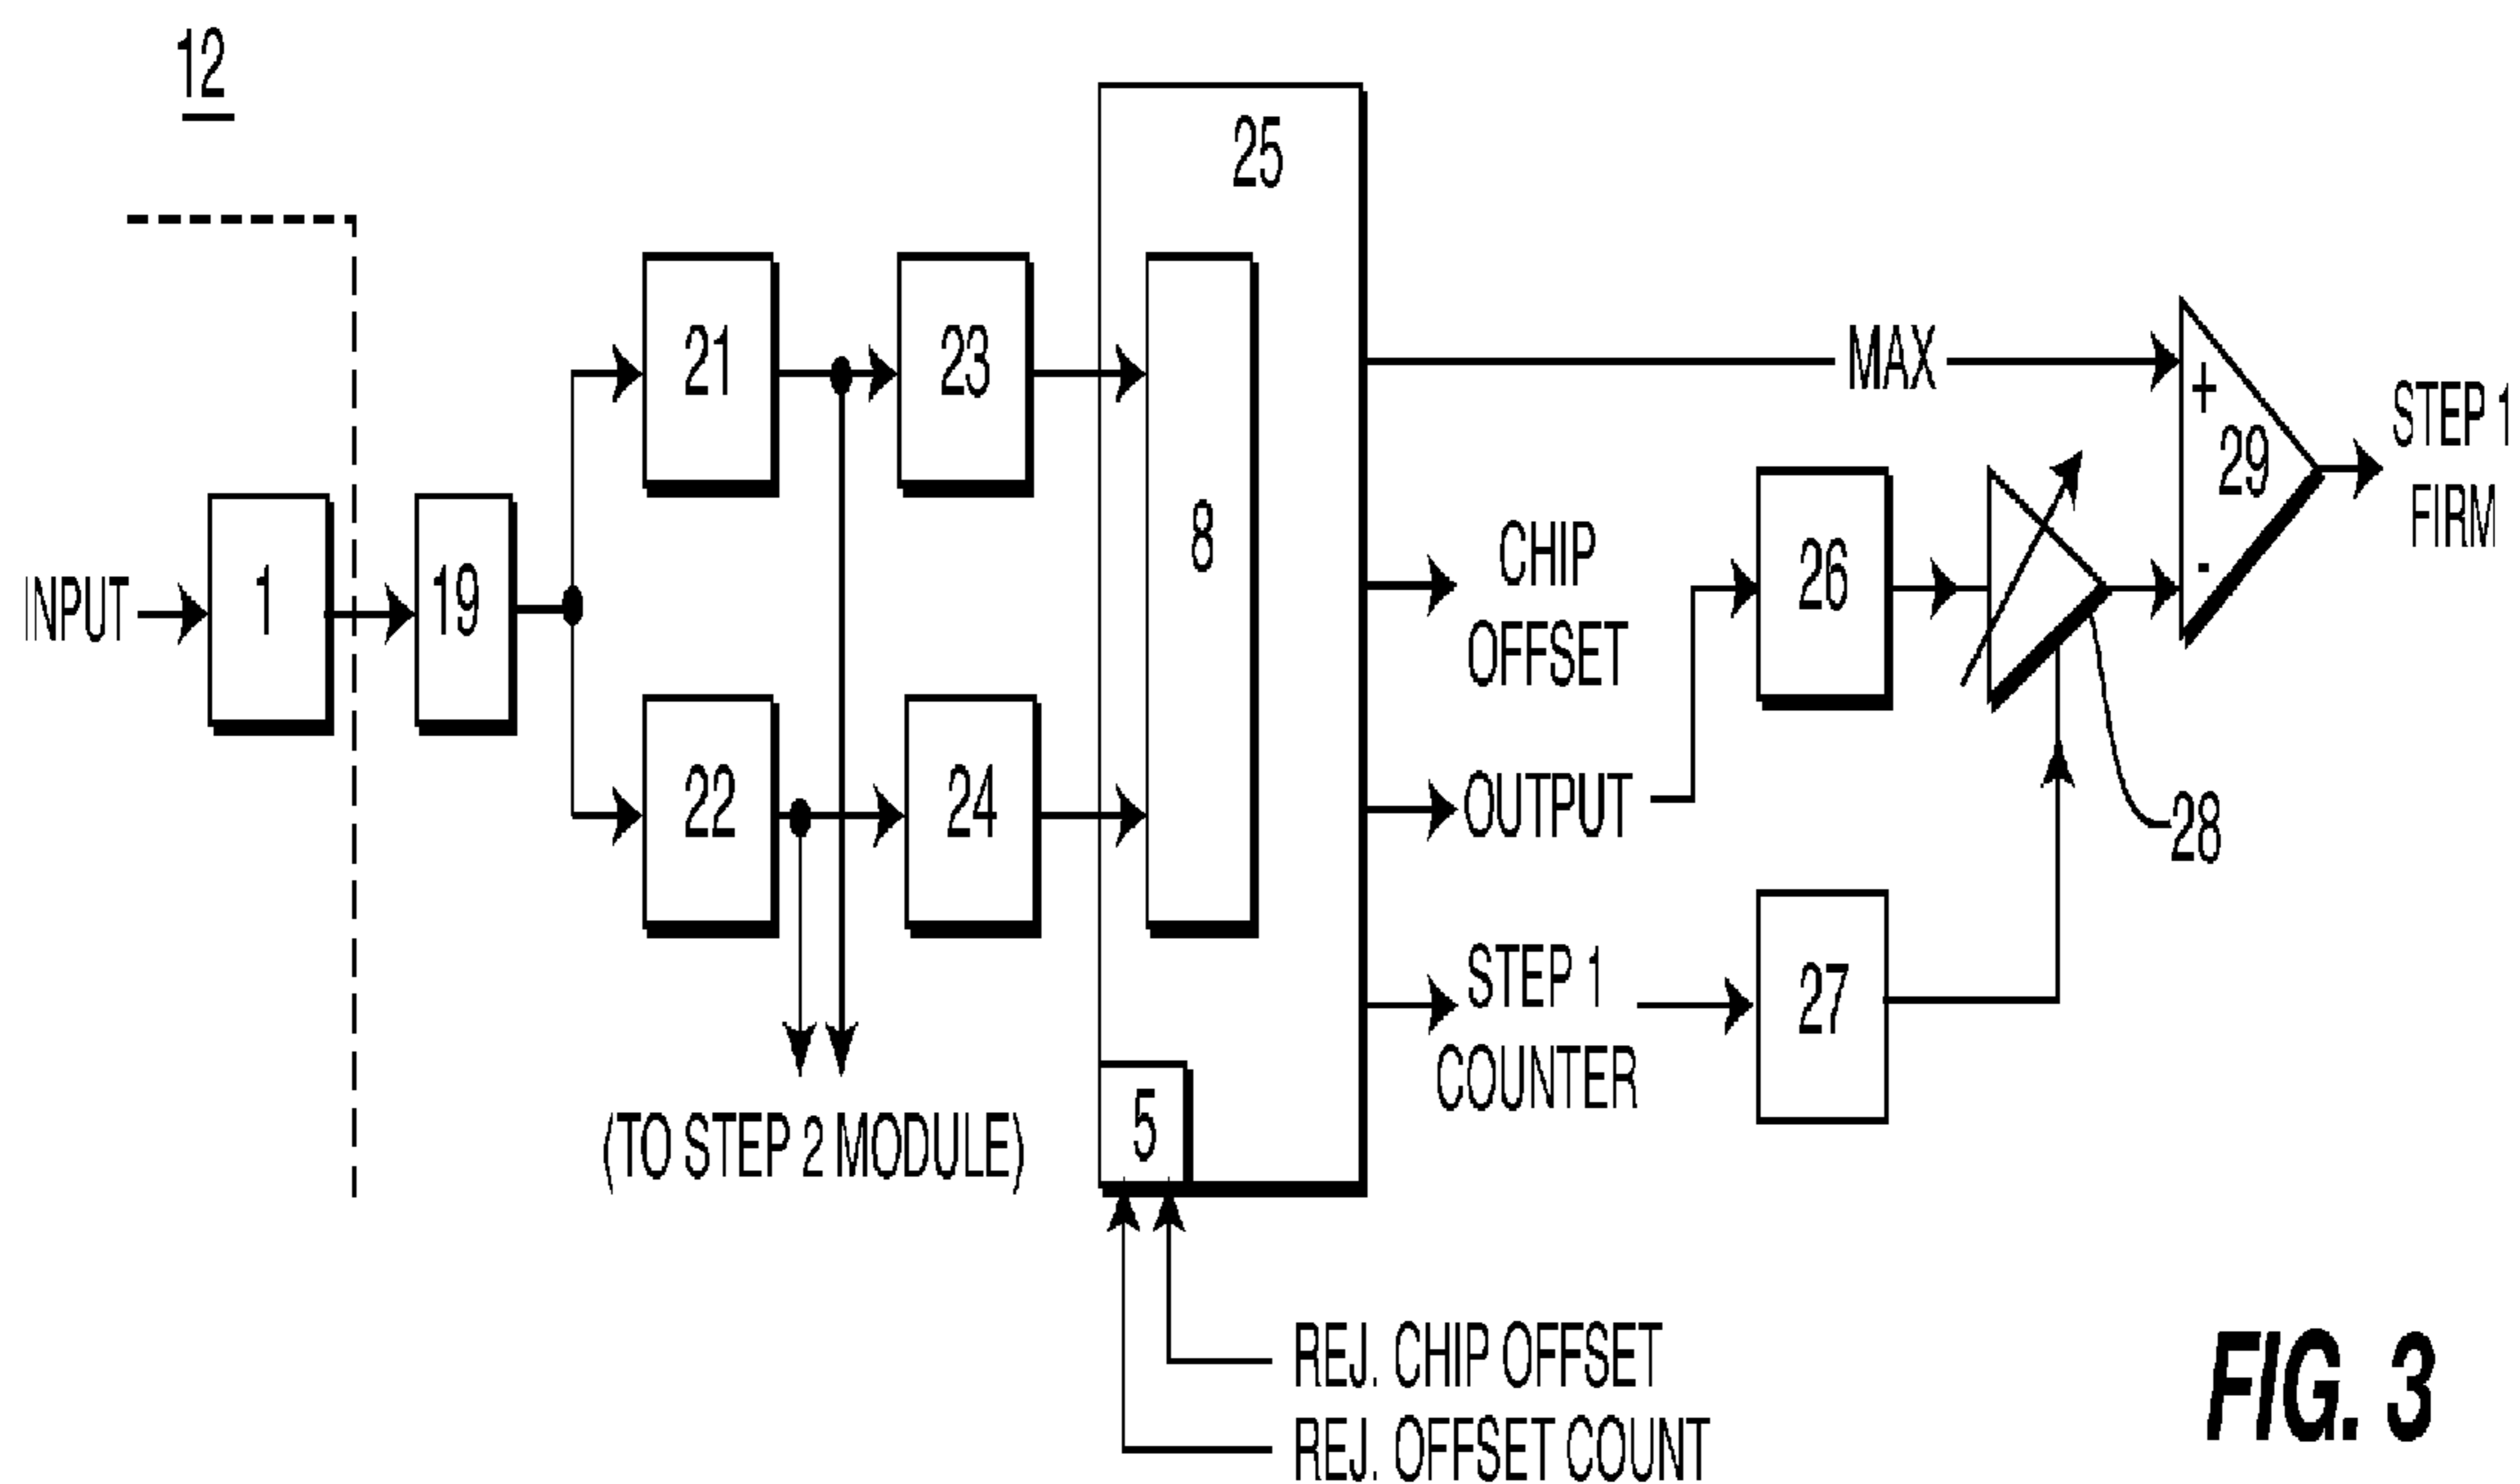 12
25
21
23
MAX
+
29
STEP 1
FIRM
8
CHIP
OFFSET
26
INPUT
1
19
-
22
24
OUTPUT
28
STEP 1
COUNTER
27
5
(TO STEP 2 MODULE)
REJ. CHIP OFFSET
REJ. OFFSET COUNT
FIG. 3